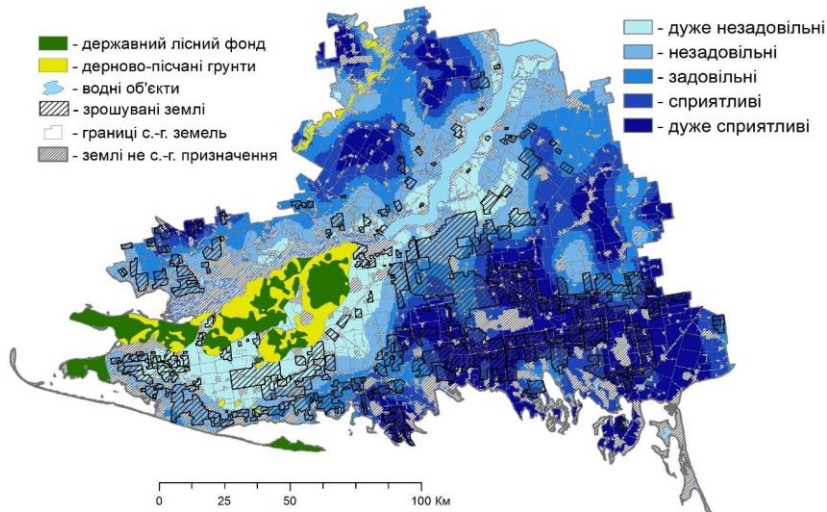 - державний лісний фонд
- дерново-пісчані грунти
- водні об'єкти
- зрошувані землі
- границі с.-г. земель
- землі не с.-г. призначення
- дуже незадовільні
- незадовільні
- задовільні
- сприятливі
- дуже сприятливі
0 25 50 100 Км